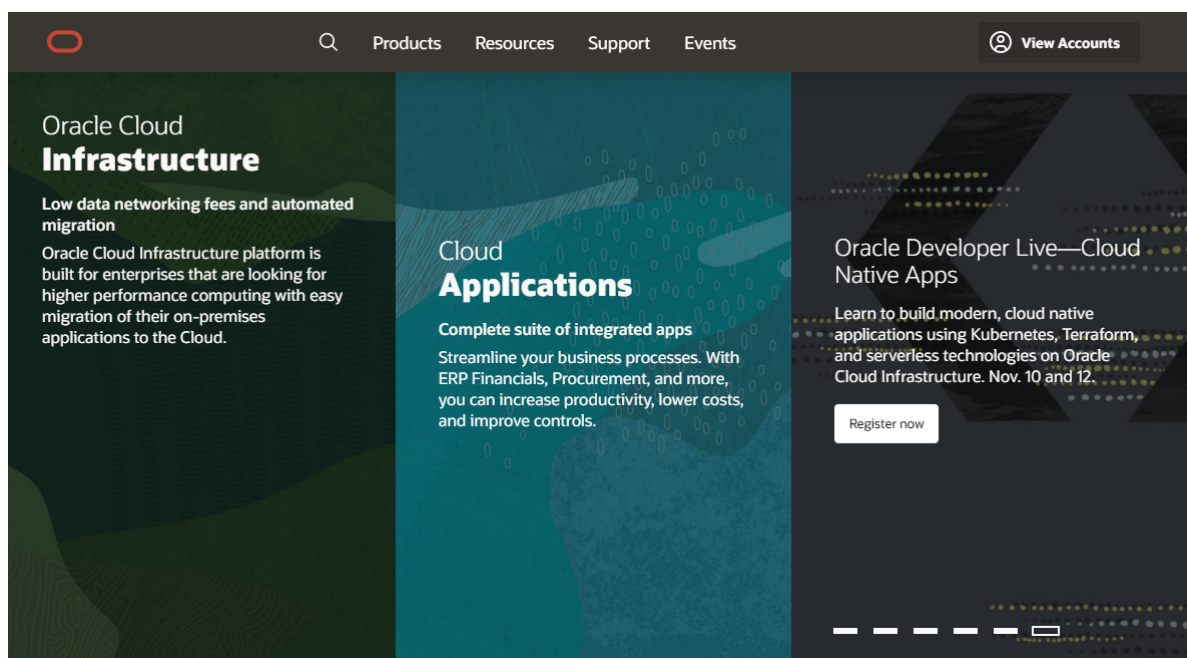 Products
Resources
Support
Events
View Accounts
Oracle Cloud
Infrastructure
Low data networking fees and automated
migration
Oracle Cloud Infrastructure platform is
built for enterprises that are looking for
higher performance computing with easy
migration of their on-premises
applications to the Cloud.
Cloud
Applications
Complete suite of integrated apps
Streamline your business processes. With
ERP Financials, Procurement, and more,
you can increase productivity, lower costs,
and improve controls.
Oracle Developer Live—Cloud
Native Apps
Learn to build modern, cloud native
applications using Kubernetes, Terraform,
and serverless technologies on Oracle
Cloud Infrastructure. Nov. 10 and 12.
Register now